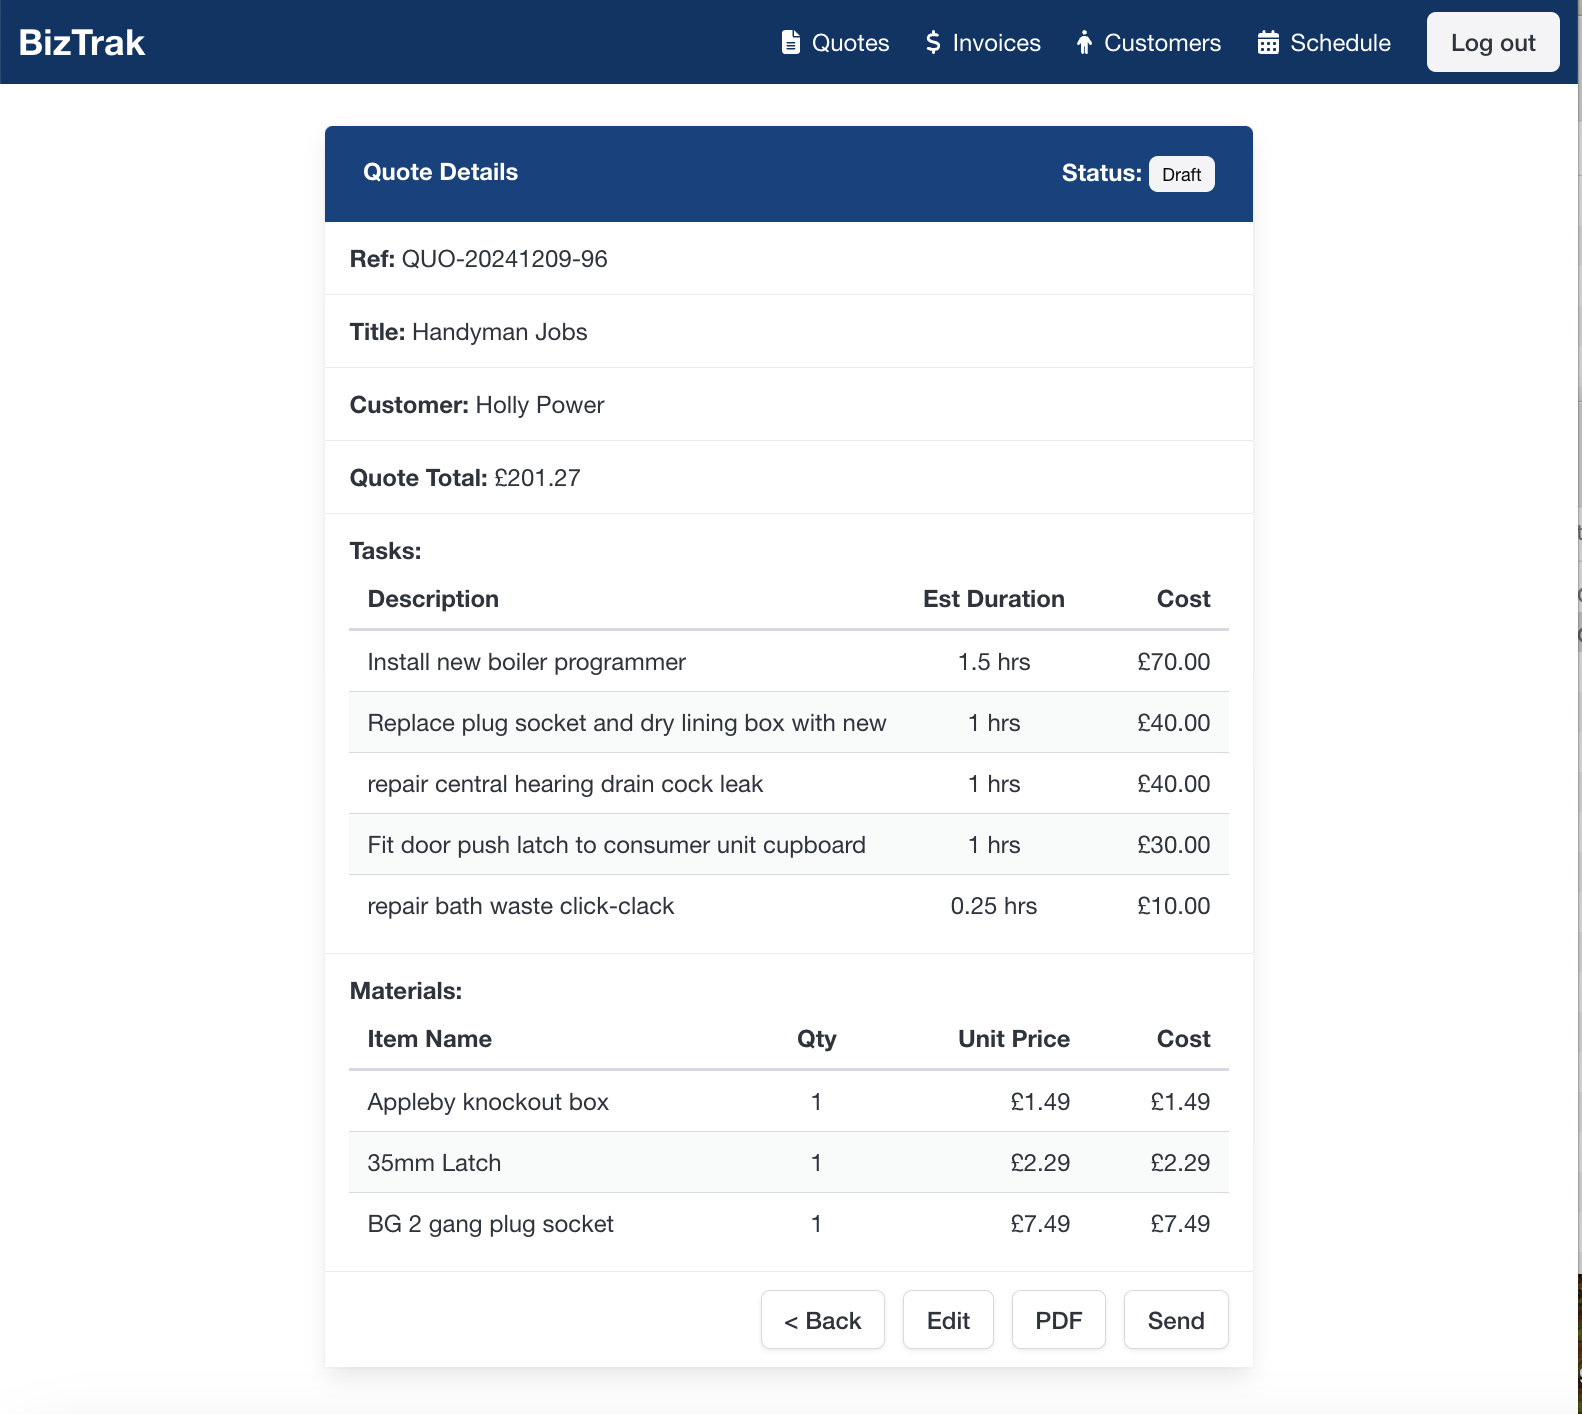 BizTrak Quotes Invoices Customers Schedule Log out
Quote Details Status: Draft
Ref: QUO-20241209-96
Title: Handyman Jobs
Customer: Holly Power
Quote Total: £201.27
Tasks:
Description Est Duration Cost
Install new boiler programmer 1.5 hrs £70.00
Replace plug socket and dry lining box with new 1 hrs £40.00
repair central hearing drain cock leak 1 hrs £40.00
Fit door push latch to consumer unit cupboard 1 hrs £30.00
repair bath waste click-clack 0.25 hrs £10.00
Materials:
Item Name Qty Unit Price Cost
Appleby knockout box 1 £1.49 £1.49
35mm Latch 1 £2.29 £2.29
BG 2 gang plug socket 1 £7.49 £7.49
< Back Edit PDF Send